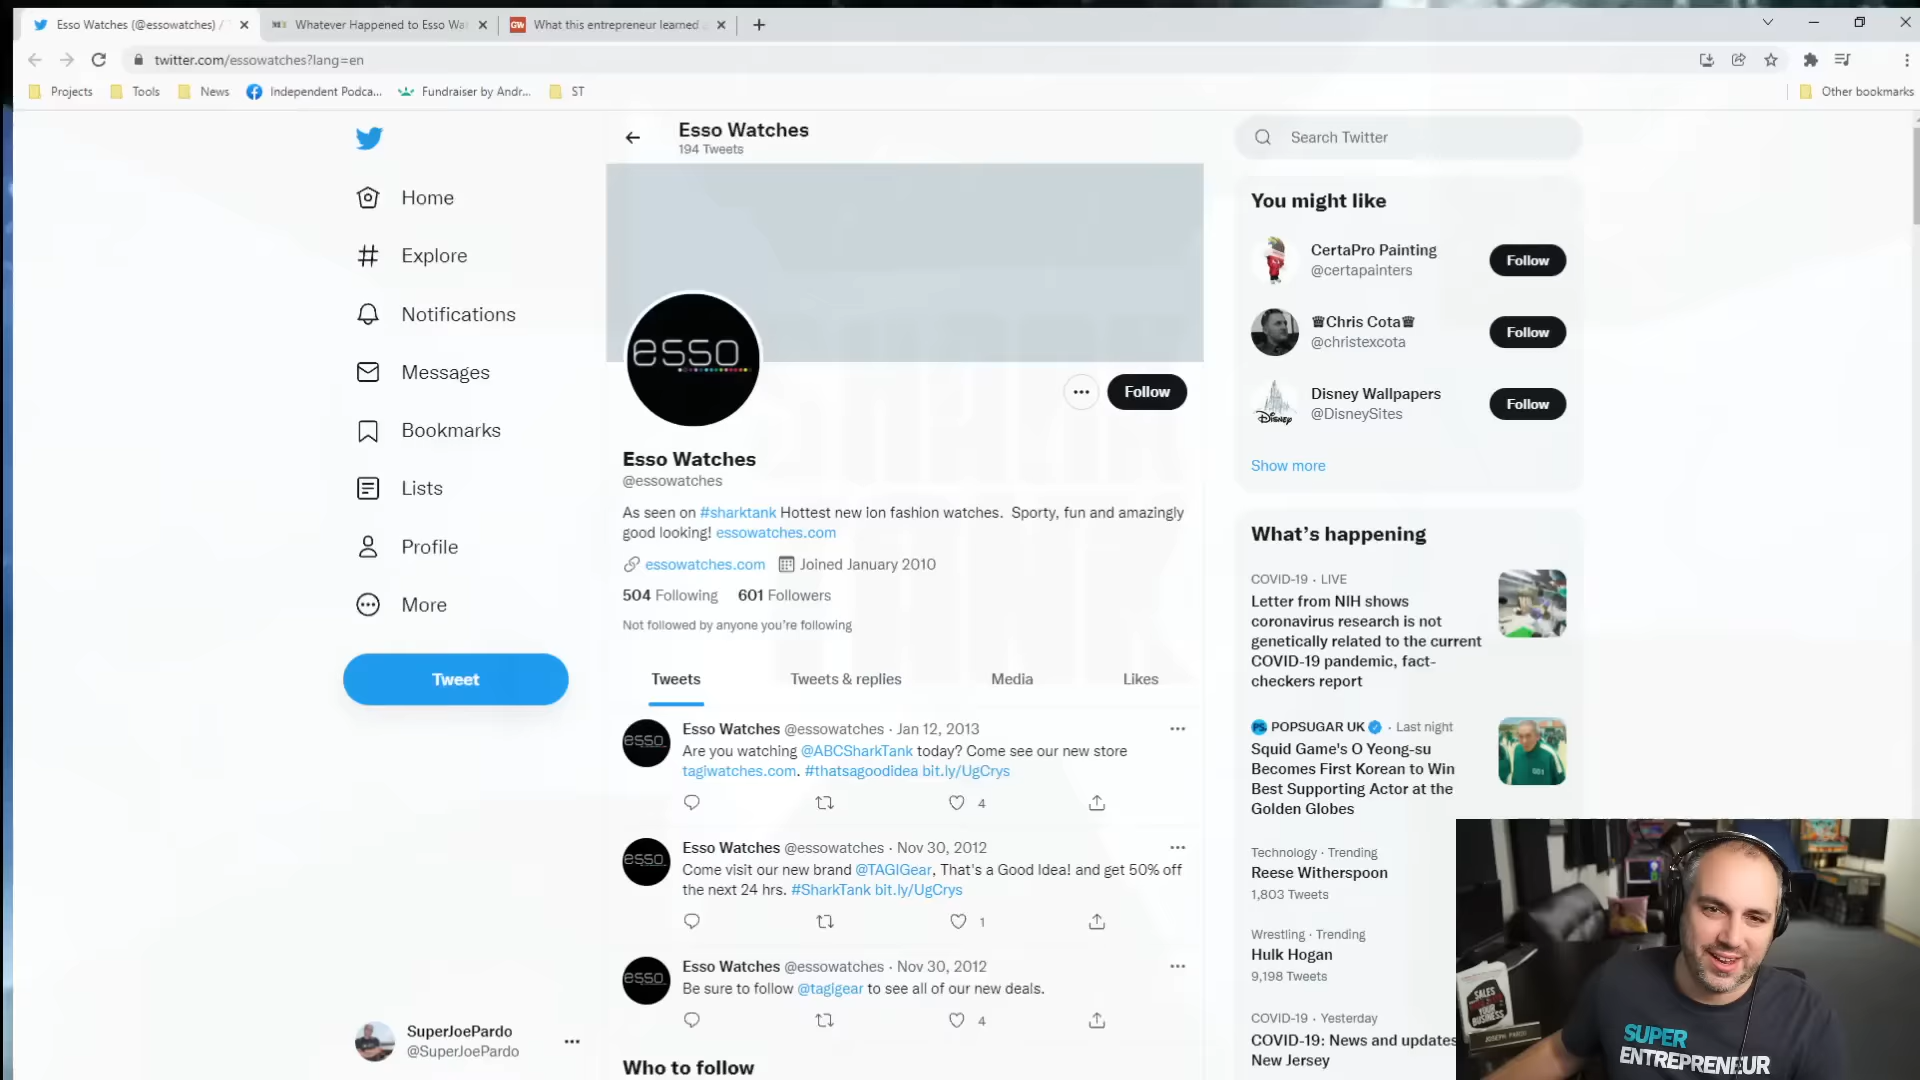 Esso Watches (@essowatches) /
Whatever Happened to Esso Wa
GW What this entrepreneur learned
twitter.com/essowatches?lang=en
Projects
Tools
News
Independent Podca...
Fundraiser by Andr...
ST
Other bookmarks
Esso Watches
194 Tweets
Search Twitter
Home
Explore
Notifications
Messages
Bookmarks
Lists
Profile
More
Tweet
SuperJoePardo
@SuperJoePardo
esso
Follow
Esso Watches
@essowatches
As seen on #sharktank Hottest new ion fashion watches. Sporty, fun and amazingly
good looking! essowatches.com
essowatches.com Joined January 2010
504 Following 601 Followers
Not followed by anyone you're following
Tweets
Tweets & replies
Media
Likes
esso
Esso Watches @essowatches · Jan 12, 2013
Are you watching @ABCSharkTank today? Come see our new store
tagiwatches.com. #thatsagoodidea bit.ly/UgCrys
4
esso
Esso Watches @essowatches · Nov 30, 2012
Come visit our new brand @TAGIGear, That's a Good Idea! and get 50% off
the next 24 hrs. #SharkTank bit.ly/UgCrys
1
esso
Esso Watches @essowatches · Nov 30, 2012
Be sure to follow @tagigear to see all of our new deals.
4
Who to follow
You might like
CertaPro Painting
@certapainters
Follow
♛Chris Cota♛
@christexcota
Follow
Disney
Disney Wallpapers
@DisneySites
Follow
Show more
What's happening
COVID-19 · LIVE
Letter from NIH shows
coronavirus research is not
genetically related to the current
COVID-19 pandemic, fact-
checkers report
POPSUGAR UK · Last night
Squid Game's O Yeong-su
Becomes First Korean to Win
Best Supporting Actor at the
Golden Globes
Technology · Trending
Reese Witherspoon
1,803 Tweets
Wrestling · Trending
Hulk Hogan
9,198 Tweets
COVID-19 · Yesterday
COVID-19: News and updates
New Jersey
SALES
YOUR
BUSINESS
JOSEPH PARDO
SUPER
ENTREPRENEUR